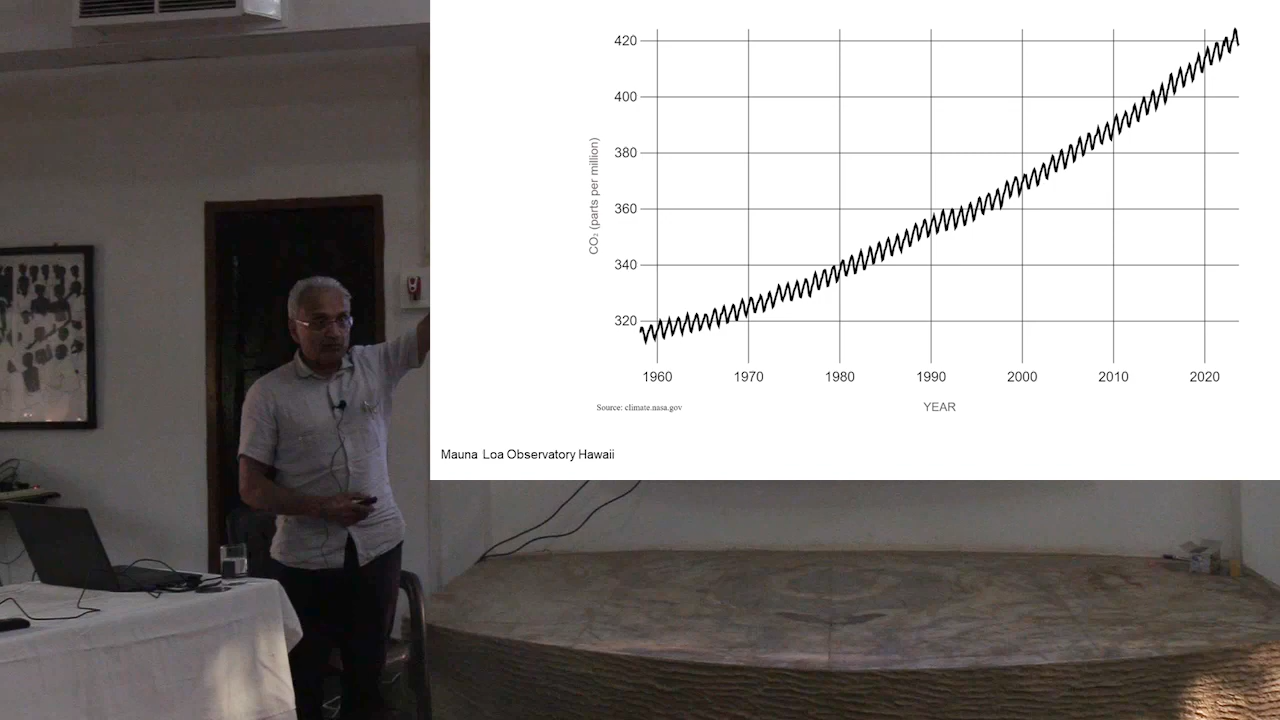 420
400
380
360
340
320
CO₂ (parts per million)
1960 1970 1980 1990 2000 2010 2020
Source: climate.nasa.gov
YEAR
Mauna Loa Observatory Hawaii